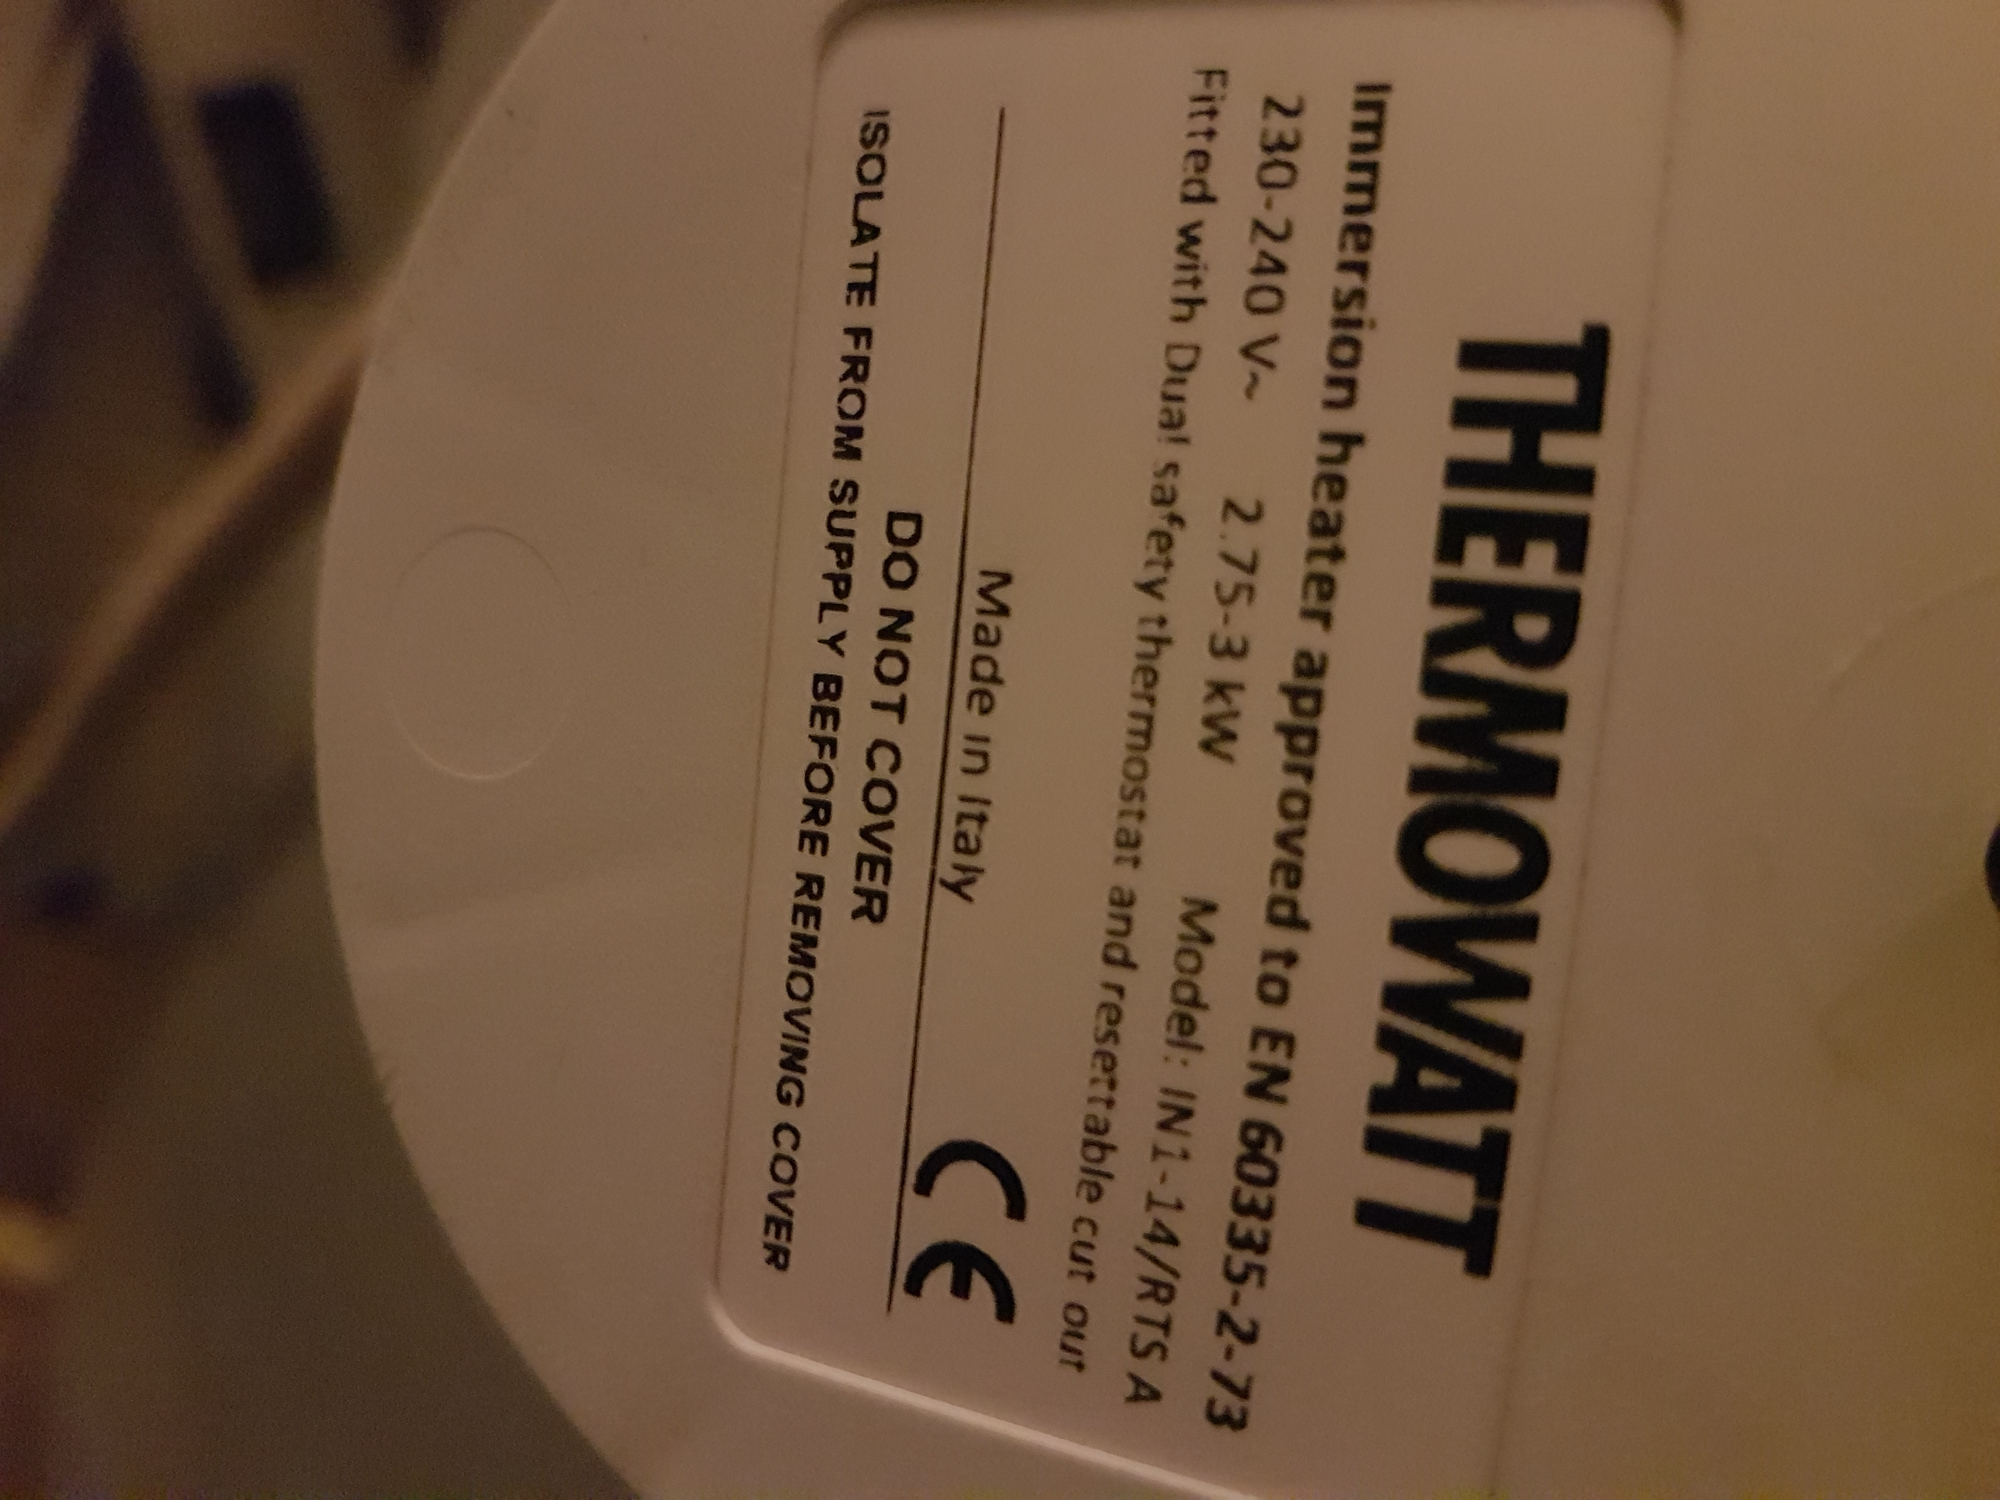 THERMOWATT
Immersion heater approved to EN 60335-2-73
230-240 V~ 2.75-3 kW Model: IN1-14/RTS A
Fitted with Dual safety thermostat and resettable cut out
Made in Italy CE
DO NOT COVER
ISOLATE FROM SUPPLY BEFORE REMOVING COVER